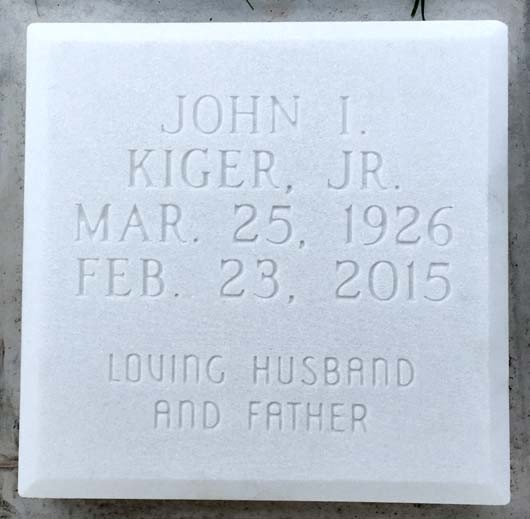 JOHN I.
KIGER, JR.
MAR. 25, 1926
FEB. 23, 2015
LOVING HUSBAND
AND FATHER